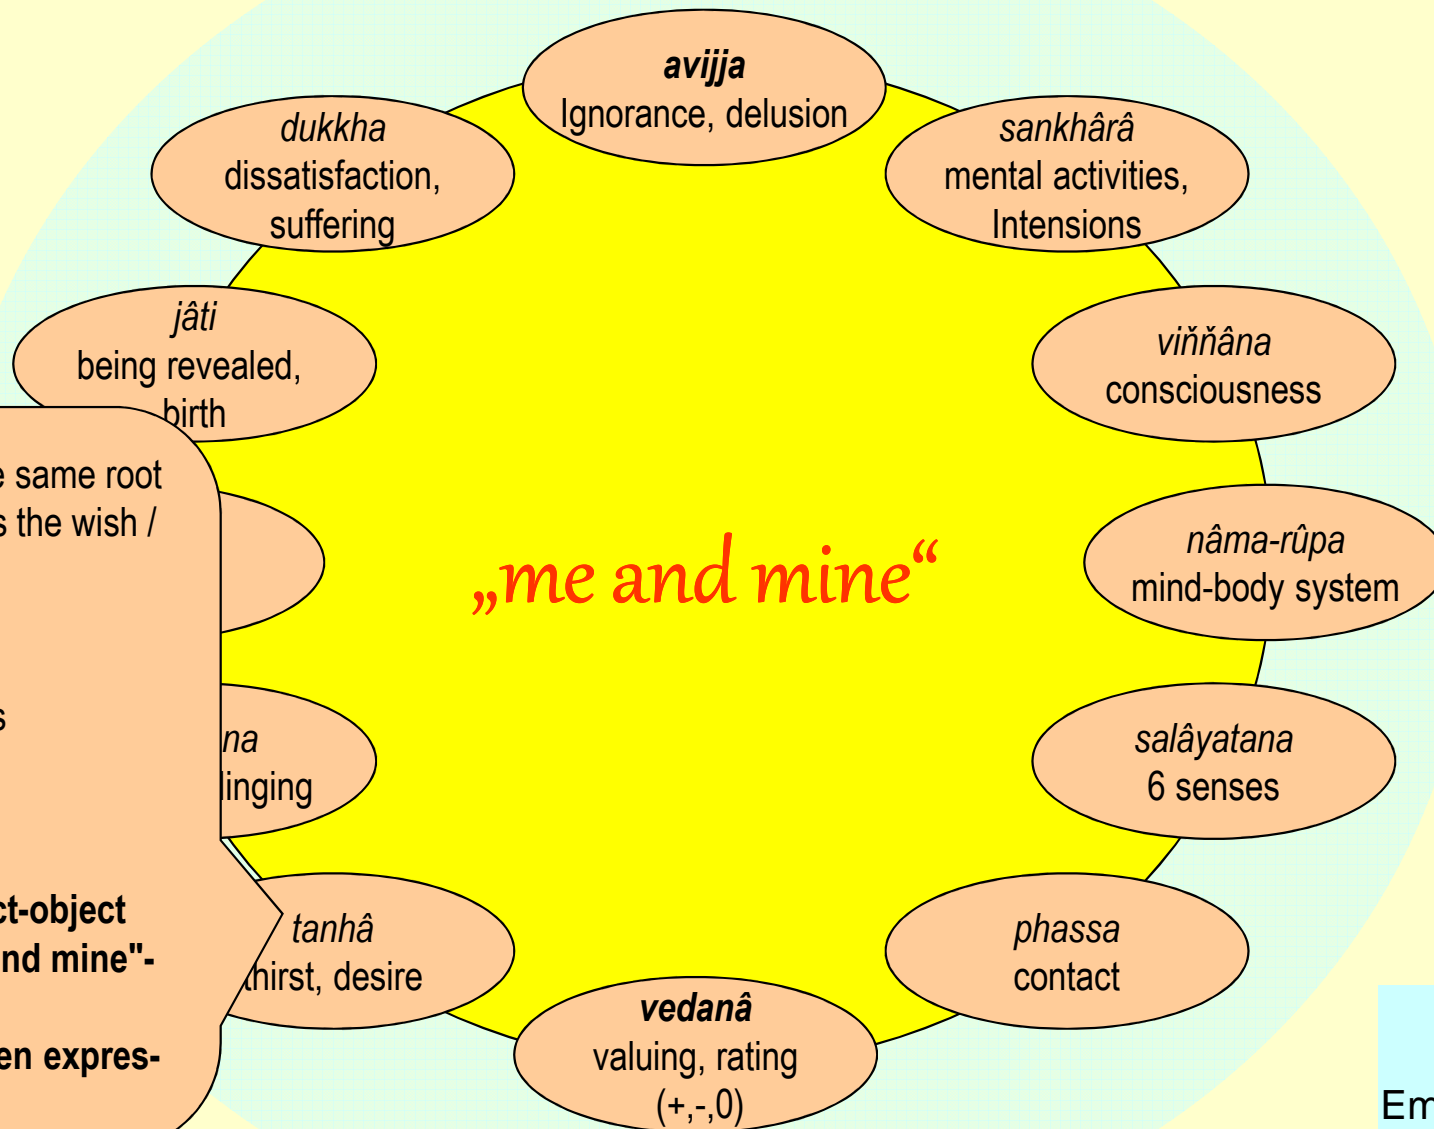 avijja
Ignorance, delusion
sankhârâ
mental activities,
Intensions
viňňâna
consciousness
nâma-rûpa
mind-body system
salâyatana
6 senses
phassa
contact
vedanâ
valuing, rating
(+,-,0)
tanhâ
thirst, desire
na
linging
jâti
being revealed,
birth
dukkha
dissatisfaction,
suffering
„me and mine“
e same root
s the wish /
s
ct-object
nd mine"-
en expres-
Em